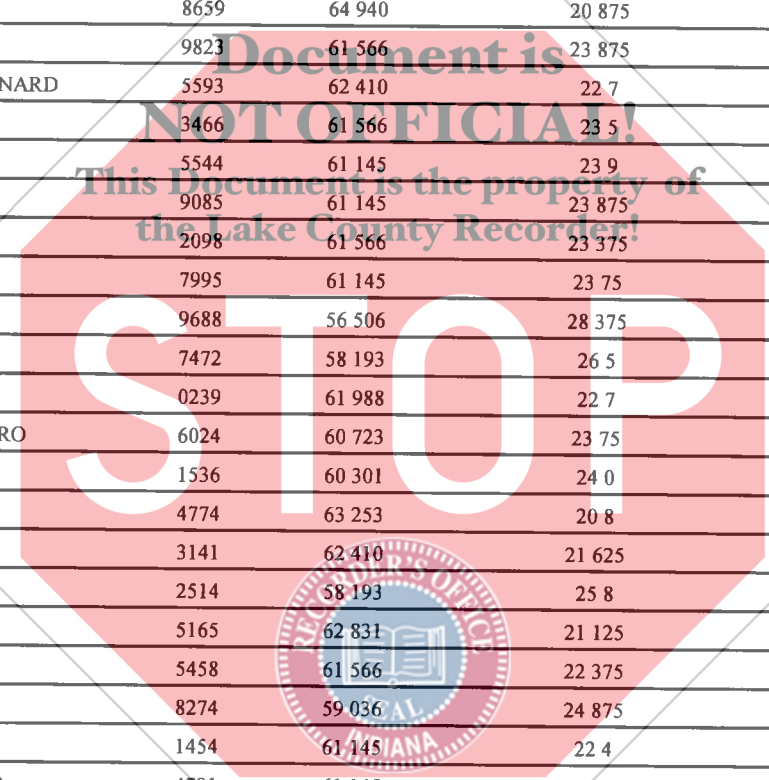 8659 64 940 20 875
Document is
9823 61 566 23 875
NARD 5593 62 410 22 7
NOT OFFICIAL!
3466 61 566 23 5
5544 61 145 23 9
This Document is the property of
9085 61 145 23 875
the Lake County Recorder!
2098 61 566 23 375
7995 61 145 23 75
STOP
9688 56 506 28 375
7472 58 193 26 5
0239 61 988 22 7
RO 6024 60 723 23 75
1536 60 301 24 0
4774 63 253 20 8
3141 62 410 21 625
RECORDER'S OFFICE
2514 58 193 25 8
5165 62 831 21 125
5458 61 566 22 375
8274 59 036 24 875
SEAL
INDIANA
1454 61 145 22 4